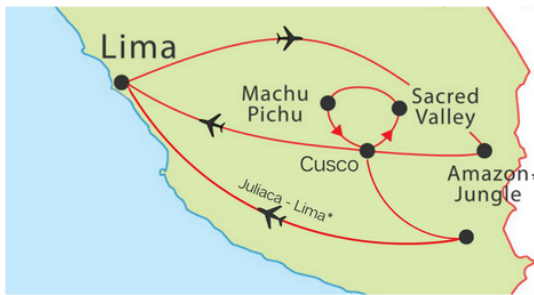 Lima
Machu
Pichu
Sacred
Valley
Cusco
Amazon*
Jungle
Juliaca - Lima*